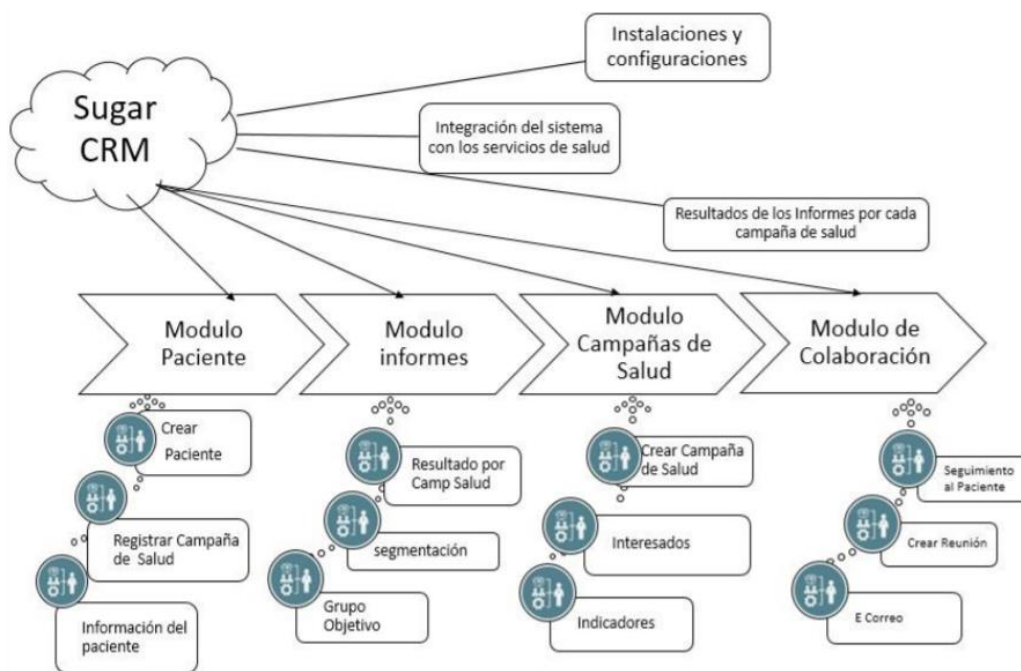 Sugar
CRM
Instalaciones y
configuraciones
Integración del sistema
con los servicios de salud
Resultados de los Informes por cada
campaña de salud
Modulo
Paciente
Modulo
informes
Modulo
Campañas de
Salud
Modulo de
Colaboración
Crear
Paciente
Registrar Campaña
de Salud
Información del
paciente
Resultado por
Camp Salud
segmentación
Grupo
Objetivo
Crear Campaña
de Salud
Interesados
Indicadores
Seguimiento
al Paciente
Crear Reunión
E Correo